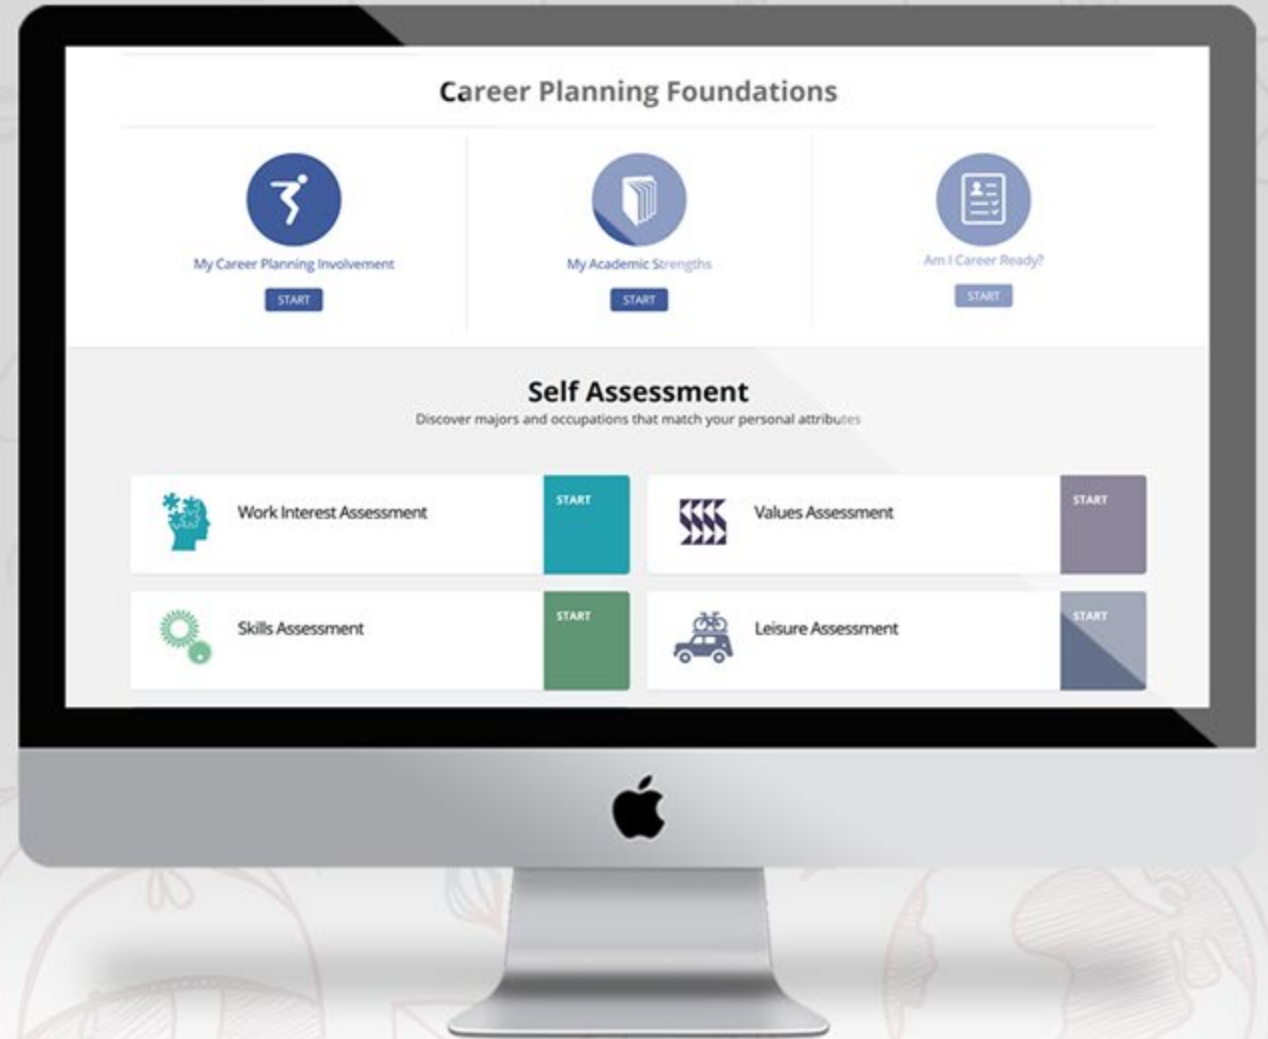 Career Planning Foundations
My Career Planning Involvement
START
My Academic Strengths
START
Am I Career Ready?
START
Self Assessment
Discover majors and occupations that match your personal attributes
Work Interest Assessment
START
Values Assessment
START
Skills Assessment
START
Leisure Assessment
START